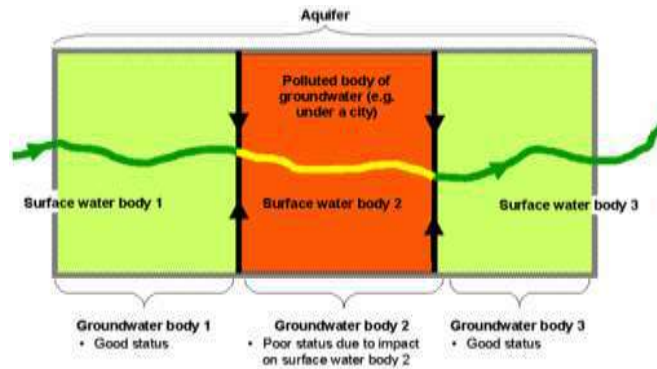 Aquifer
Polluted body of
groundwater (e.g.
under a city)
Surface water body 1
Surface water body 2
Surface water body 3
Groundwater body 1
• Good status
Groundwater body 2
• Poor status due to impact
on surface water body 2
Groundwater body 3
• Good status